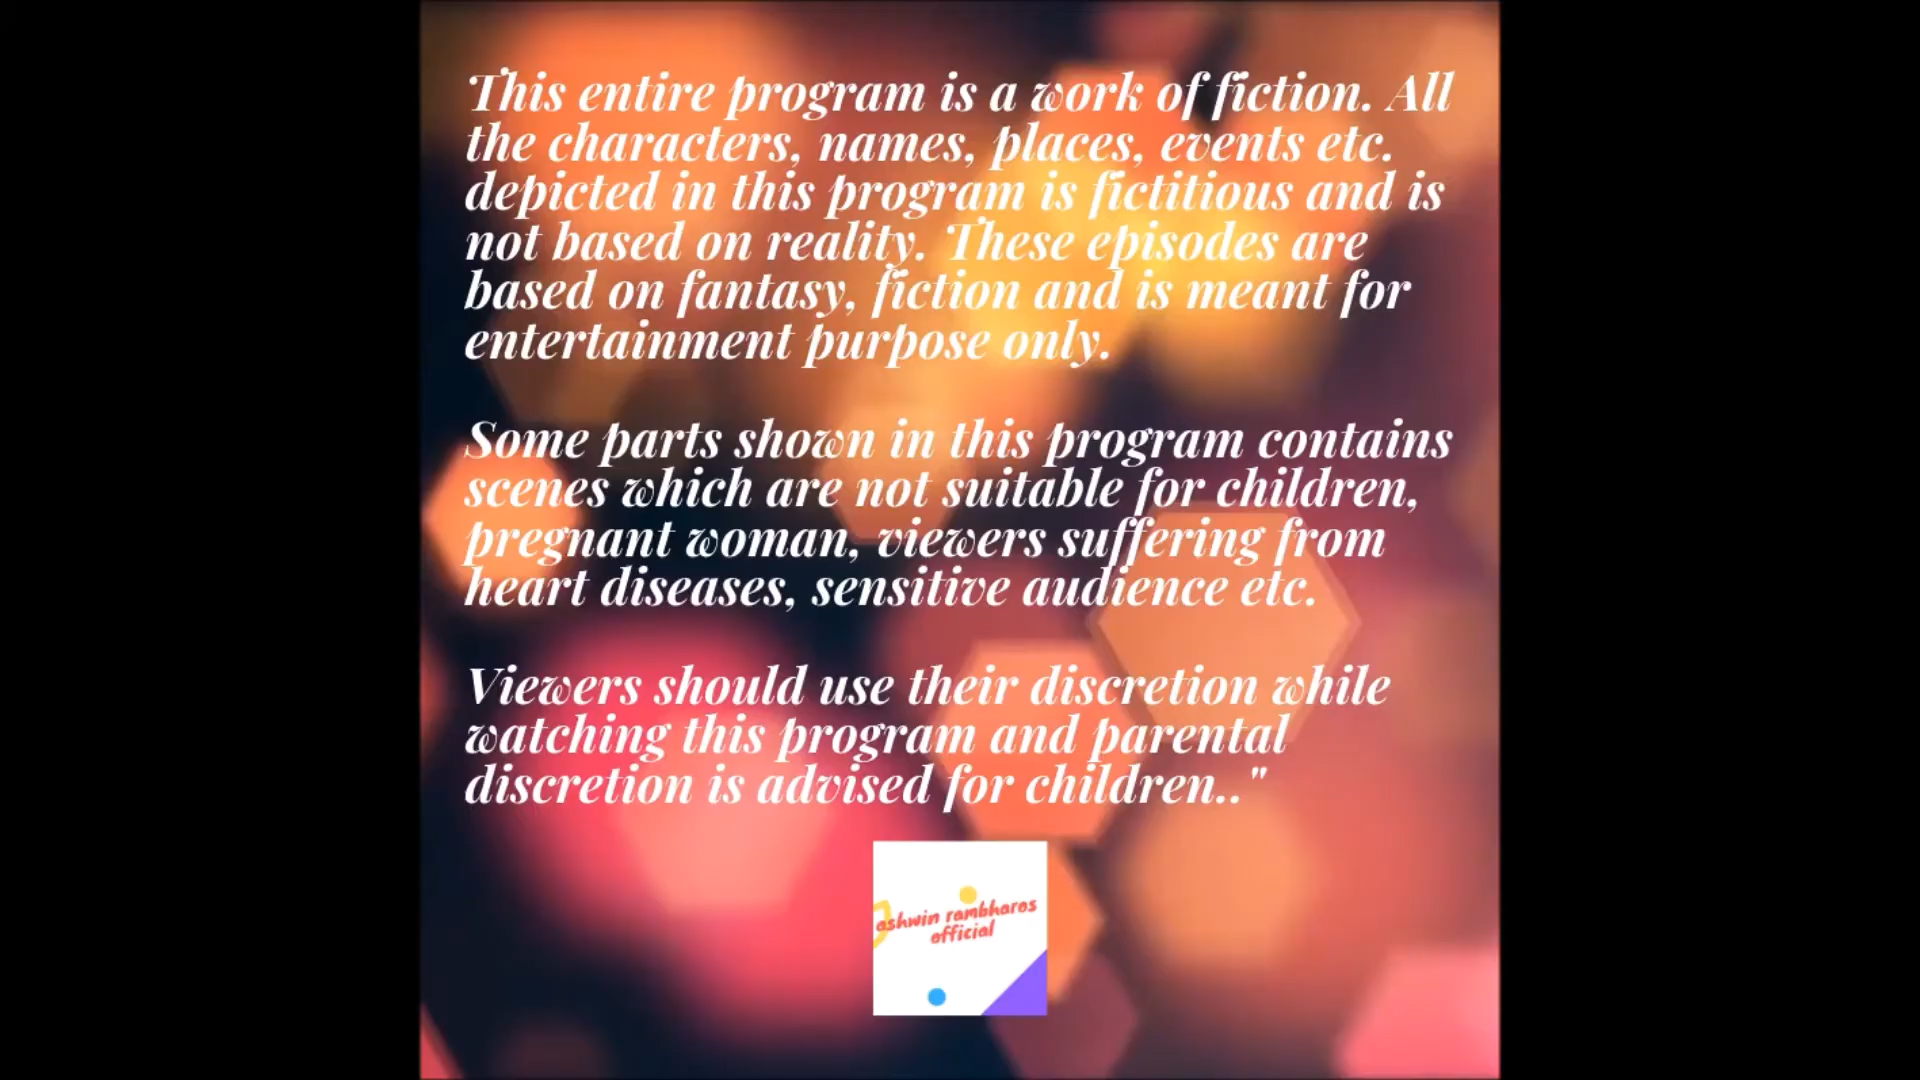 This entire program is a work of fiction. All
the characters, names, places, events etc.
depicted in this program is fictitious and is
not based on reality. These episodes are
based on fantasy, fiction and is meant for
entertainment purpose only.
Some parts shown in this program contains
scenes which are not suitable for children,
pregnant woman, viewers suffering from
heart diseases, sensitive audience etc.
Viewers should use their discretion while
watching this program and parental
discretion is advised for children.."
ashwin rambharos
official